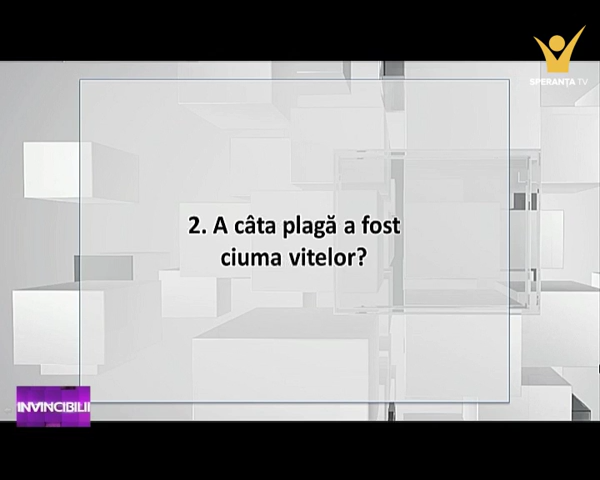 SPERANȚA TV
2. A câta plagă a fost
ciuma vitelor?
INVINCIBILII